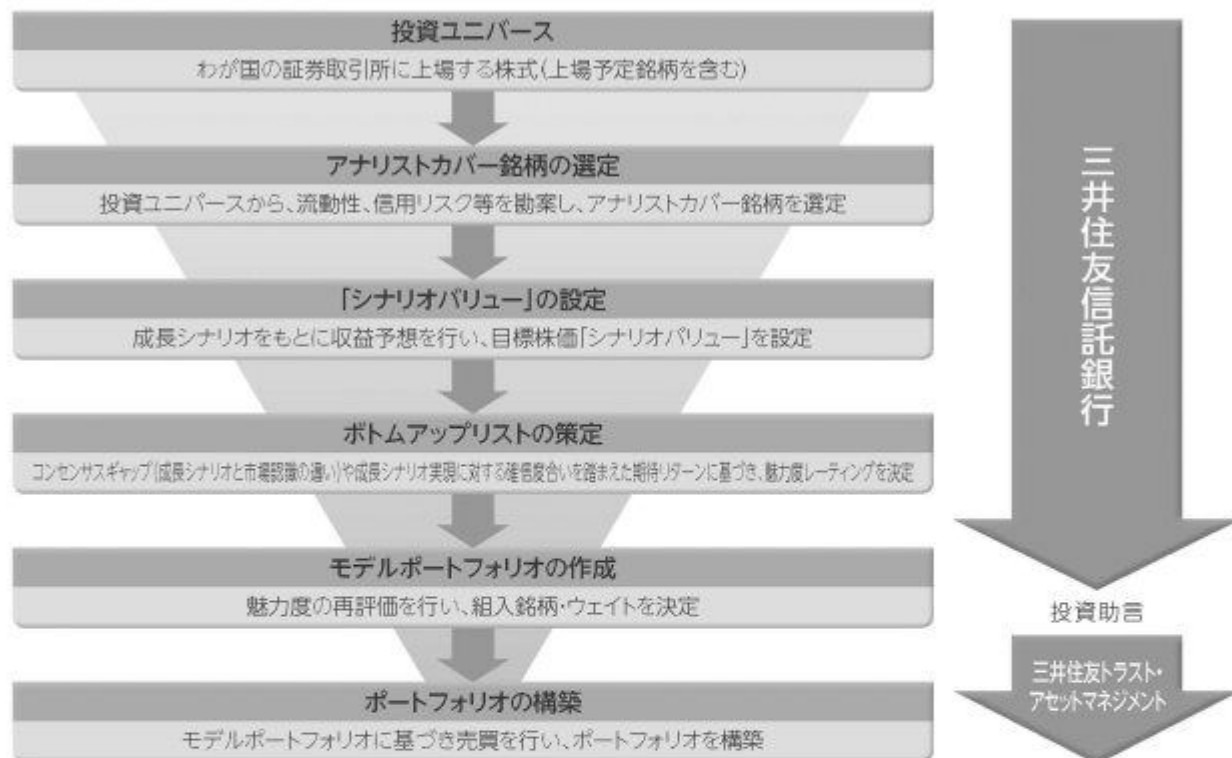 投資ユニバース
わが国の証券取引所に上場する株式(上場予定銘柄を含む)
アナリストカバー銘柄の選定
投資ユニバースから、流動性、信用リスク等を勘案し、アナリストカバー銘柄を選定
「シナリオバリュー」の設定
成長シナリオをもとに収益予想を行い、目標株価「シナリオバリュー」を設定
ボトムアップリストの策定
コンセンサスギャップ(成長シナリオと市場認識の違い)や成長シナリオ実現に対する確信度合いを踏まえた期待リターンに基づき、魅力度レーティングを決定
モデルポートフォリオの作成
魅力度の再評価を行い、組入銘柄・ウェイトを決定
ポートフォリオの構築
モデルポートフォリオに基づき売買を行い、ポートフォリオを構築
三井住友信託銀行
投資助言
三井住友トラスト・
アセットマネジメント